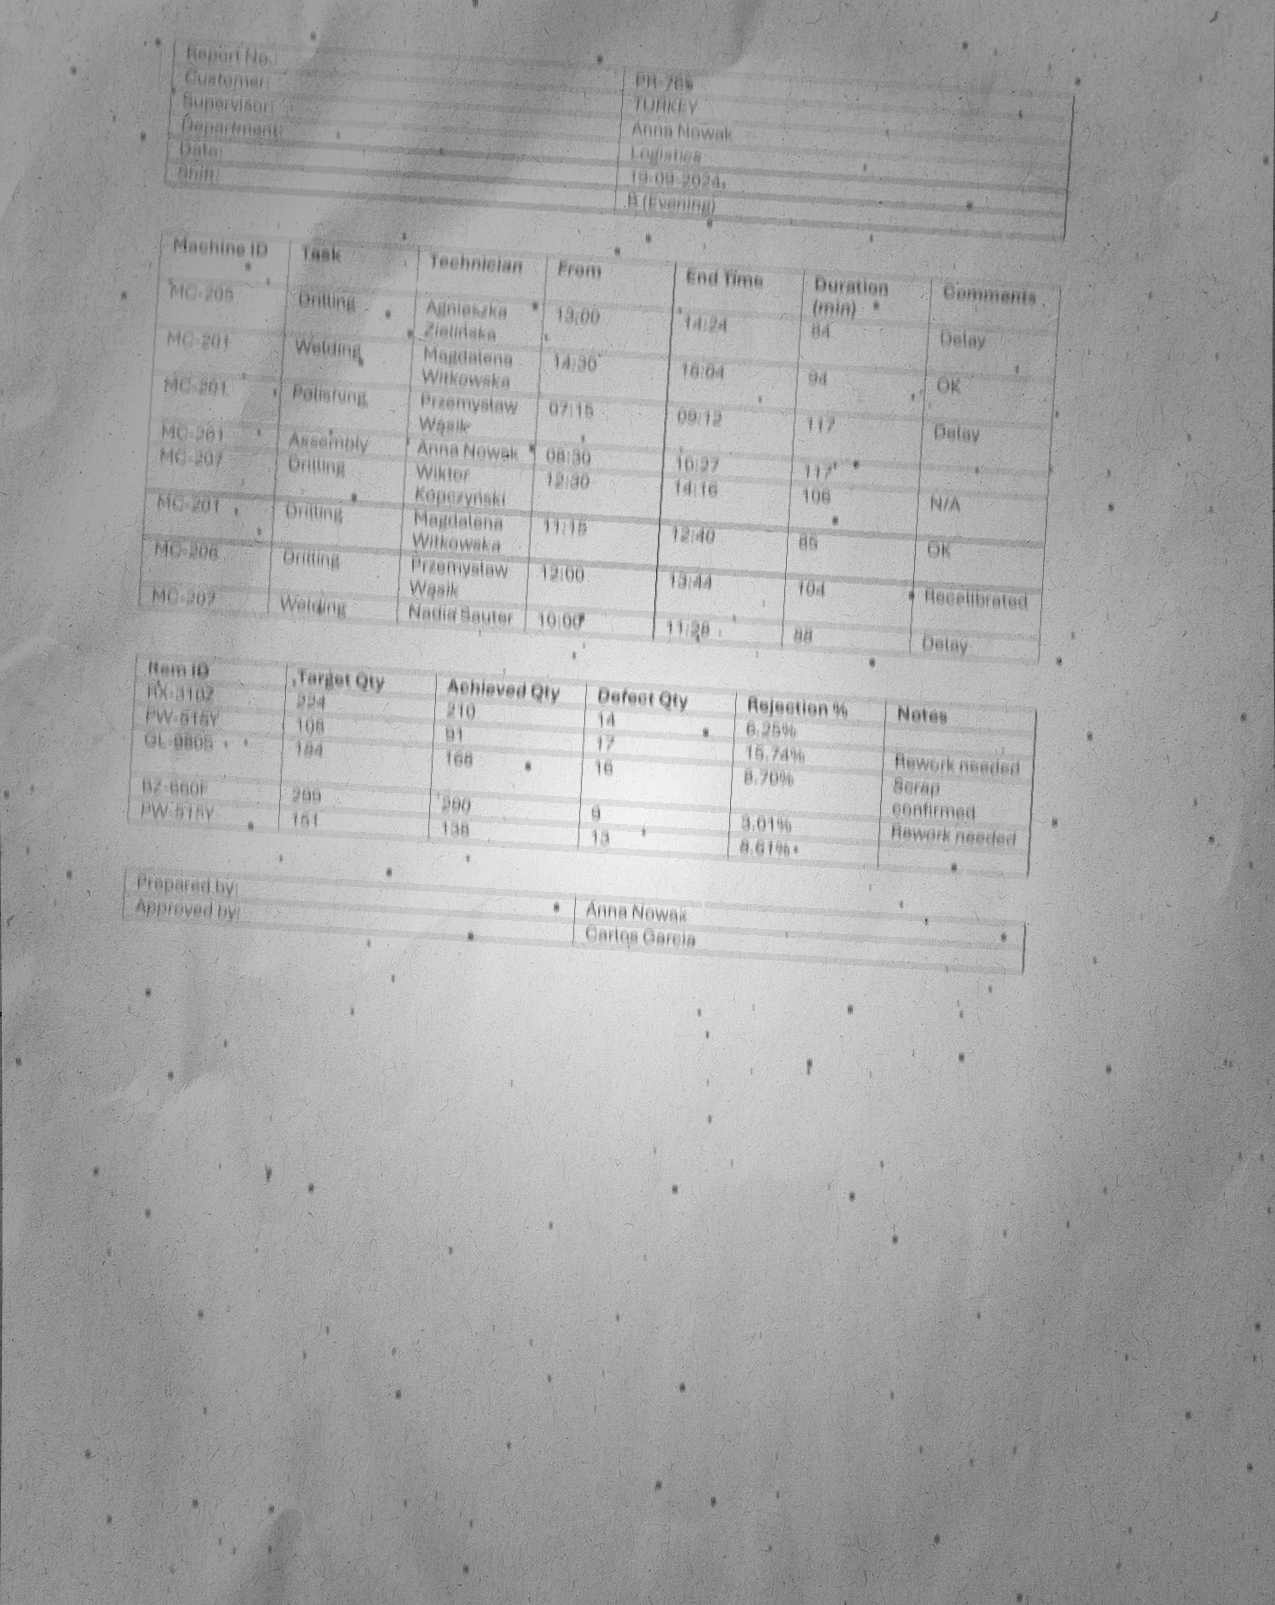 Report No.: PR-765
Customer: TURKEY
Supervisor: Anna Nowak
Department: Logistics
Date: 19-09-2024
Shift: B (Evening)
Machine ID Task Technician From End Time Duration (min) Comments
MC-205 Drilling Agnieszka Zielińska 13:00 14:24 84 Delay
MC-201 Welding Magdalena Witkowska 14:30 16:04 94 OK
MC-201 Polishing Przemysław Wąsik 07:15 09:12 117 Delay
MC-201 Assembly Anna Nowak 08:30 10:27 117
MC-207 Drilling Wiktor Kopczyński 12:30 14:16 106 N/A
MC-201 Drilling Magdalena Witkowska 11:15 12:40 85 OK
MC-206 Drilling Przemysław Wąsik 12:00 13:44 104 Recalibrated
MC-207 Welding Nadia Sauter 10:00 11:28 88 Delay
Item ID Target Qty Achieved Qty Defect Qty Rejection % Notes
RX-310Z 224 210 14 6.25%
PW-515Y 108 91 17 15.74% Rework needed
GL-980S 184 168 16 8.70% Scrap confirmed
BZ-660F 299 290 9 3.01% Rework needed
PW-515Y 151 138 13 8.61%
Prepared by: Anna Nowak
Approved by: Carlos Garcia